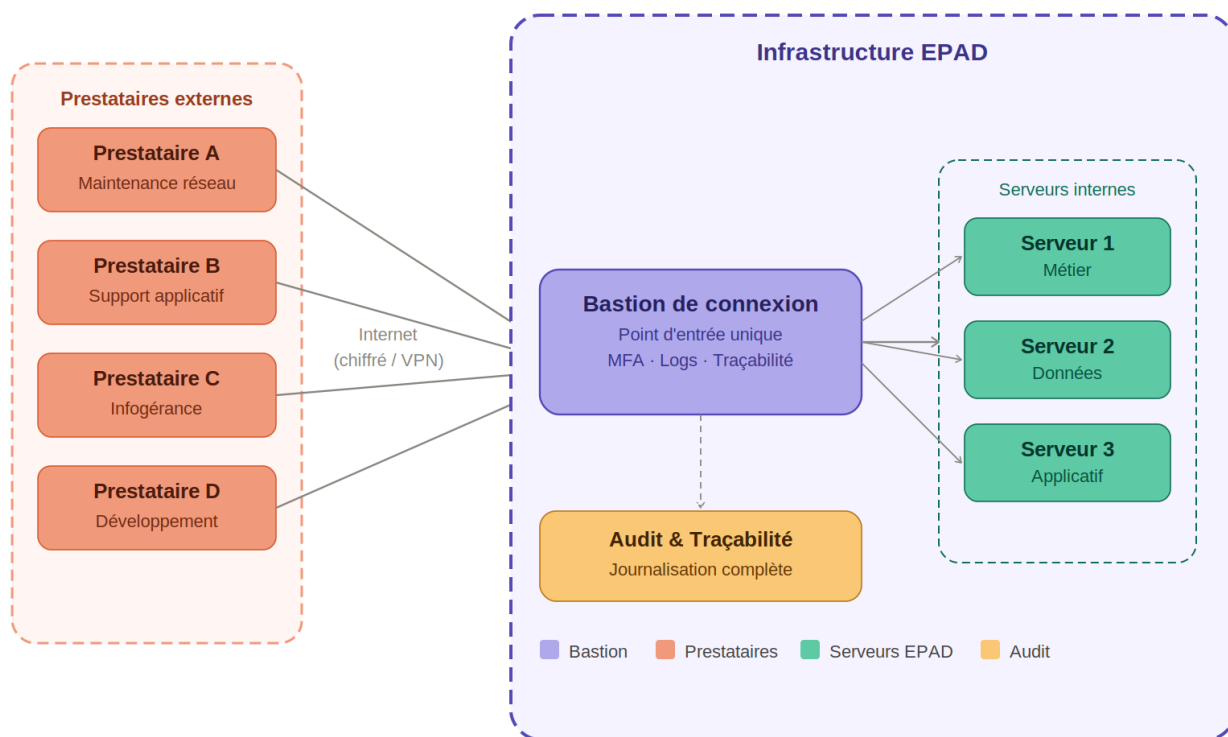 Infrastructure EPAD
Prestataires externes
Prestataire A
Maintenance réseau
Prestataire B
Support applicatif
Prestataire C
Infogérance
Prestataire D
Développement
Internet
(chiffré / VPN)
Bastion de connexion
Point d'entrée unique
MFA · Logs · Traçabilité
Audit & Traçabilité
Journalisation complète
Serveurs internes
Serveur 1
Métier
Serveur 2
Données
Serveur 3
Applicatif
Bastion
Prestataires
Serveurs EPAD
Audit